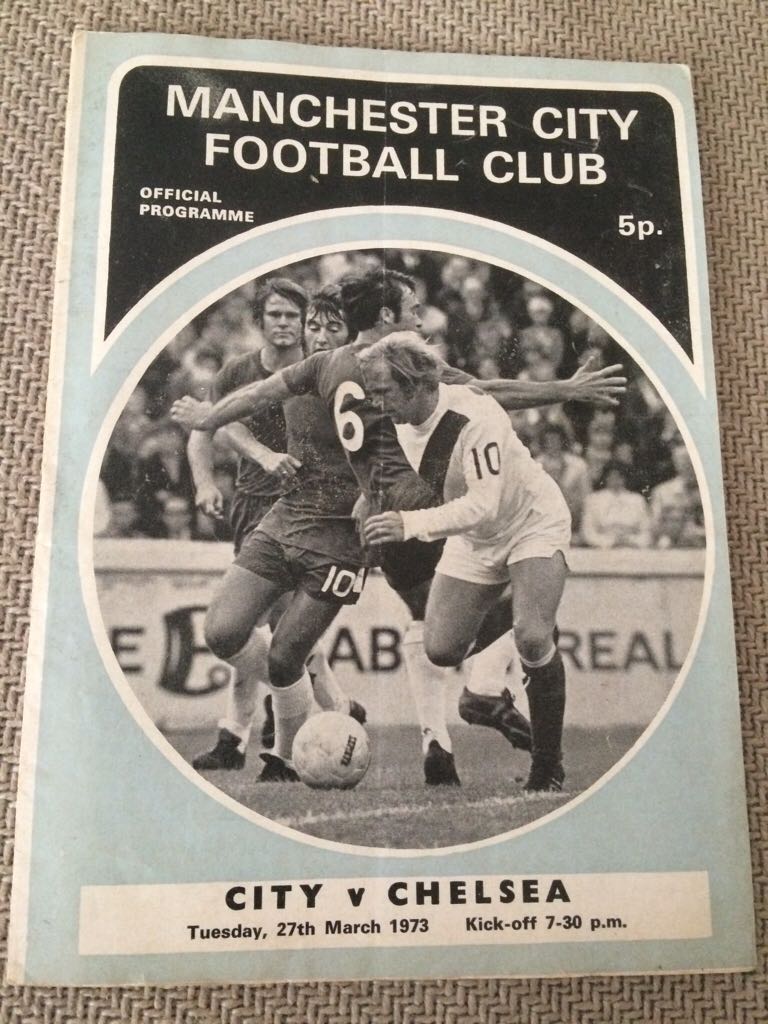 MANCHESTER CITY
FOOTBALL CLUB
OFFICIAL
PROGRAMME
5p.
6
10
10
REAL
CITY v CHELSEA
Tuesday, 27th March 1973 Kick-off 7-30 p.m.